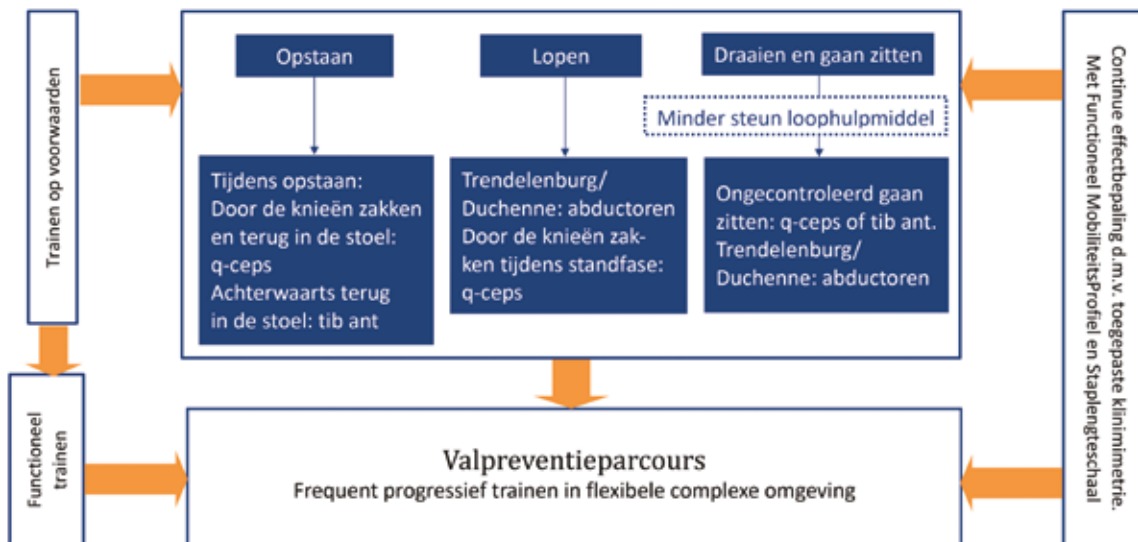 Trainen op voorwaarden
Functioneel
trainen
Opstaan
Tijdens opstaan:
Door de knieën zakken
en terug in de stoel:
q-ceps
Achterwaarts terug
in de stoel: tib ant
Lopen
Trendelenburg/
Duchenne: abductoren
Door de knieën zak-
ken tijdens standfase:
q-ceps
Draaien en gaan zitten
Minder steun loophulpmiddel
Ongecontroleerd gaan
zitten: q-ceps of tib ant.
Trendelenburg/
Duchenne: abductoren
Valpreventieparcours
Frequent progressief trainen in flexibele complexe omgeving
Continue effectbepaling d.m.v. toegepaste klinimimetrie.
Met Functioneel MobiliteitsProfiel en Staplengteschaal